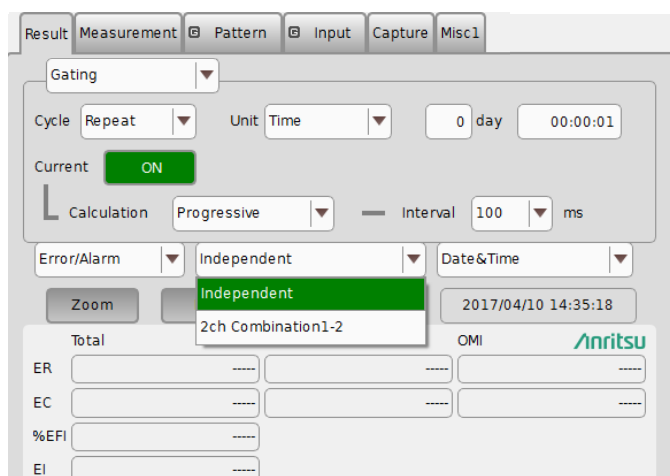 Result Measurement G Pattern G Input Capture Misc1
Gating
Cycle Repeat Unit Time 0 day 00:00:01
Current ON
Calculation Progressive Interval 100 ms
Error/Alarm Independent Date&Time
Independent
Zoom 2017/04/10 14:35:18
2ch Combination1-2
Total OMI Anritsu
ER ----- ----- -----
EC ----- ----- -----
%EFI -----
EI -----